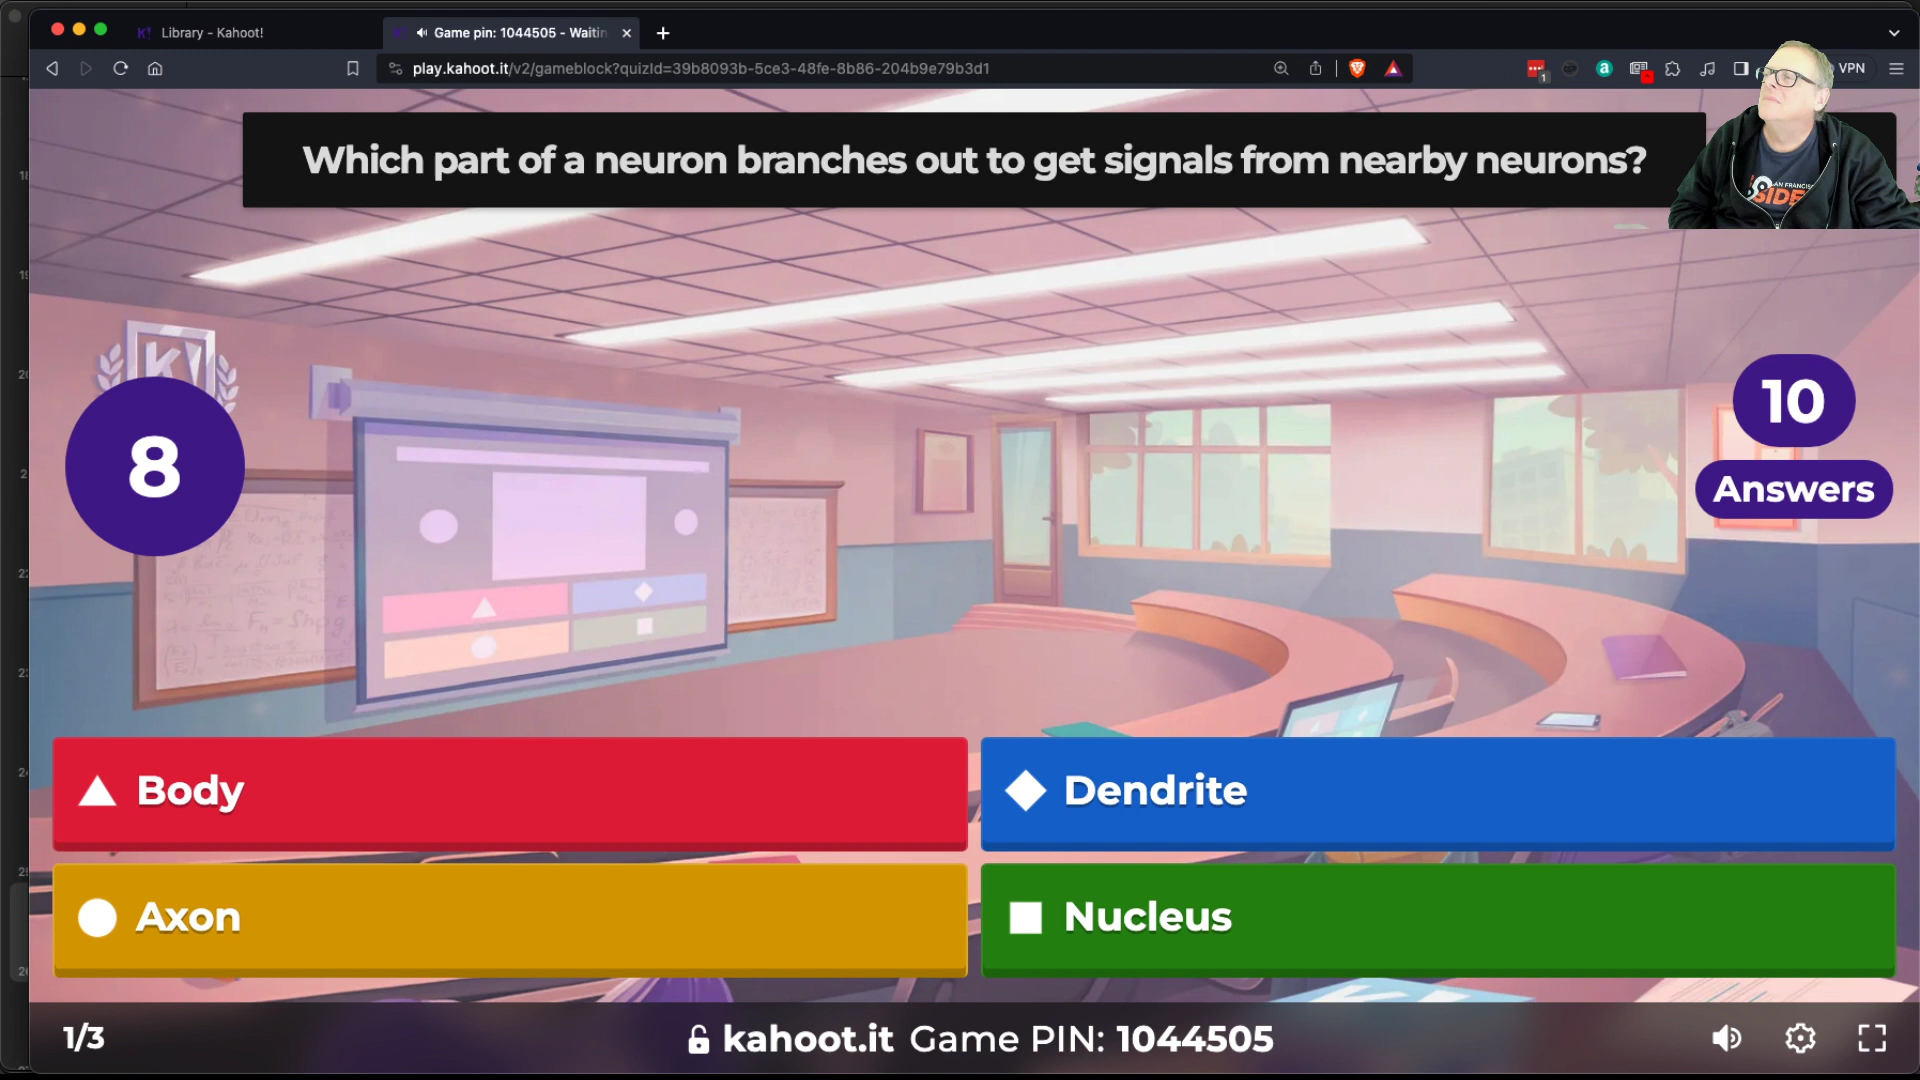 Library - Kahoot!
Game pin: 1044505 - Waitin
play.kahoot.it/v2/gameblock?quizId=39b8093b-5ce3-48fe-8b86-204b9e79b3d1
1
VPN
Which part of a neuron branches out to get signals from nearby neurons?
SIDE
8
10
Answers
Body
Dendrite
Axon
Nucleus
1/3
kahoot.it Game PIN: 1044505